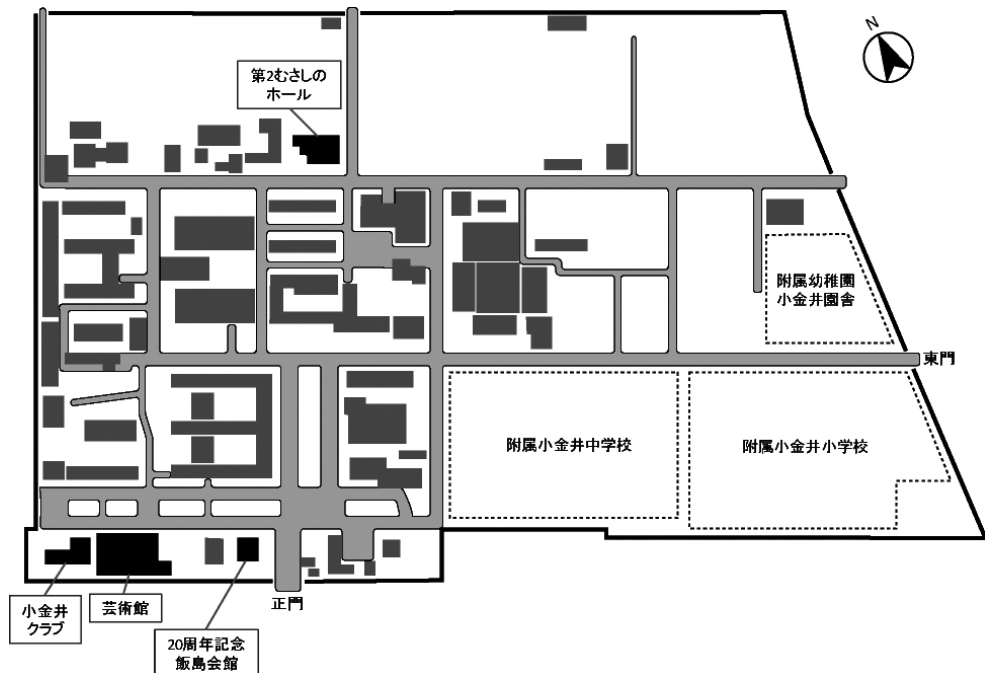 N
第2むさしの
ホール
附属幼稚園
小金井園舎
東門
附属小金井中学校
附属小金井小学校
小金井
クラブ
芸術館
20周年記念
飯島会館
正門